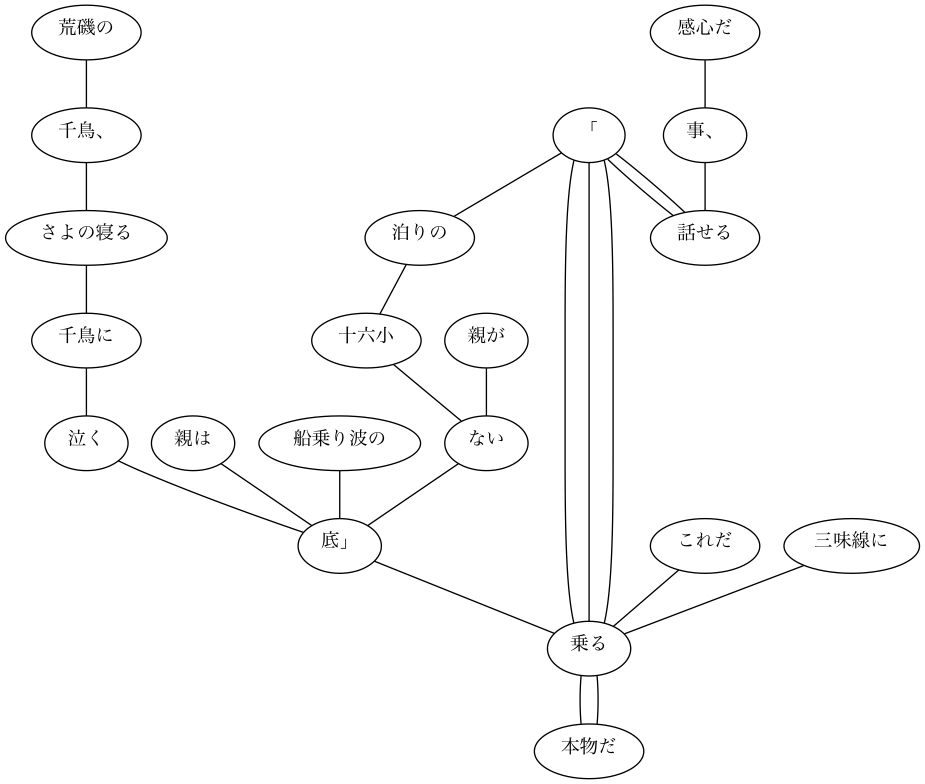 荒磯の
感心だ
千鳥、
「
事、
さよの寝る
泊りの
話せる
千鳥に
十六小
親が
泣く
親は
船乗り波の
ない
底」
これだ
三味線に
乗る
本物だ